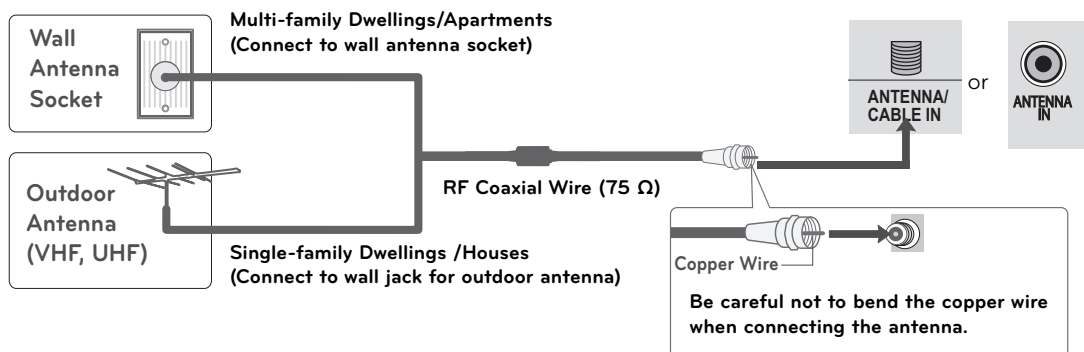 Multi-family Dwellings/Apartments
(Connect to wall antenna socket)
Wall
Antenna
Socket
ANTENNA/
CABLE IN
or
ANTENNA
IN
RF Coaxial Wire (75 Ω)
Outdoor
Antenna
(VHF, UHF)
Single-family Dwellings /Houses
(Connect to wall jack for outdoor antenna)
Copper Wire
Be careful not to bend the copper wire
when connecting the antenna.